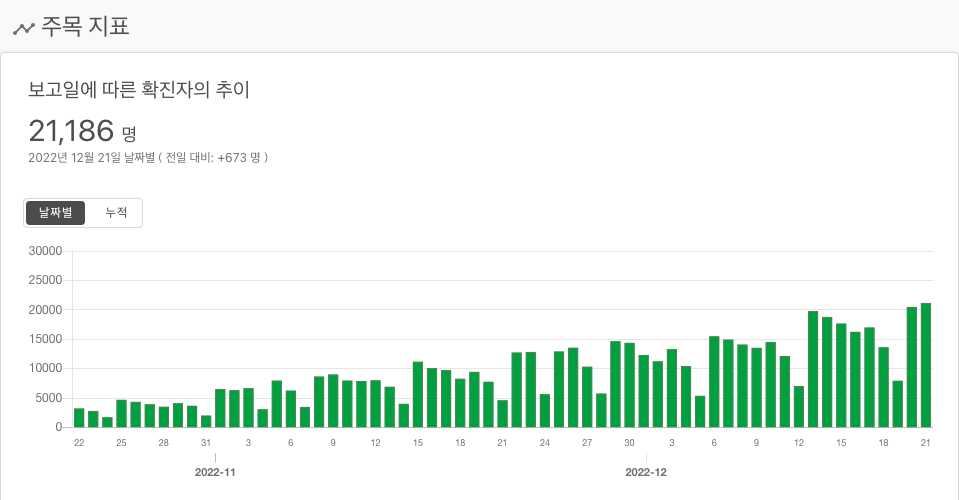 주목 지표
보고일에 따른 확진자의 추이
21,186 명
2022년 12월 21일 날짜별 ( 전일 대비: +673 명 )
날짜별 누적
30000
25000
20000
15000
10000
5000
0
22 25 28 31 3 6 9 12 15 18 21 24 27 30 3 6 9 12 15 18 21
2022-11 2022-12